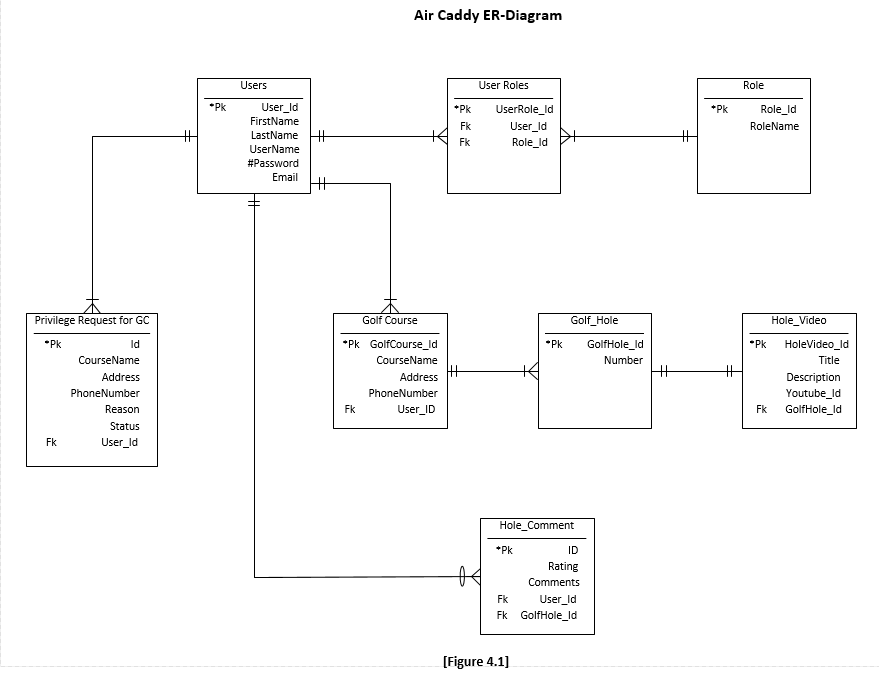 Air Caddy ER-Diagram
Users
*Pk User_Id
FirstName
LastName
UserName
#Password
Email
User Roles
*Pk UserRole_Id
Fk User_Id
Fk Role_Id
Role
*Pk Role_Id
RoleName
Privilege Request for GC
*Pk Id
CourseName
Address
PhoneNumber
Reason
Status
Fk User_Id
Golf Course
*Pk GolfCourse_Id
CourseName
Address
PhoneNumber
Fk User_ID
Golf_Hole
*Pk GolfHole_Id
Number
Hole_Video
*Pk HoleVideo_Id
Title
Description
Youtube_Id
Fk GolfHole_Id
Hole_Comment
*Pk ID
Rating
Comments
Fk User_Id
Fk GolfHole_Id
[Figure 4.1]